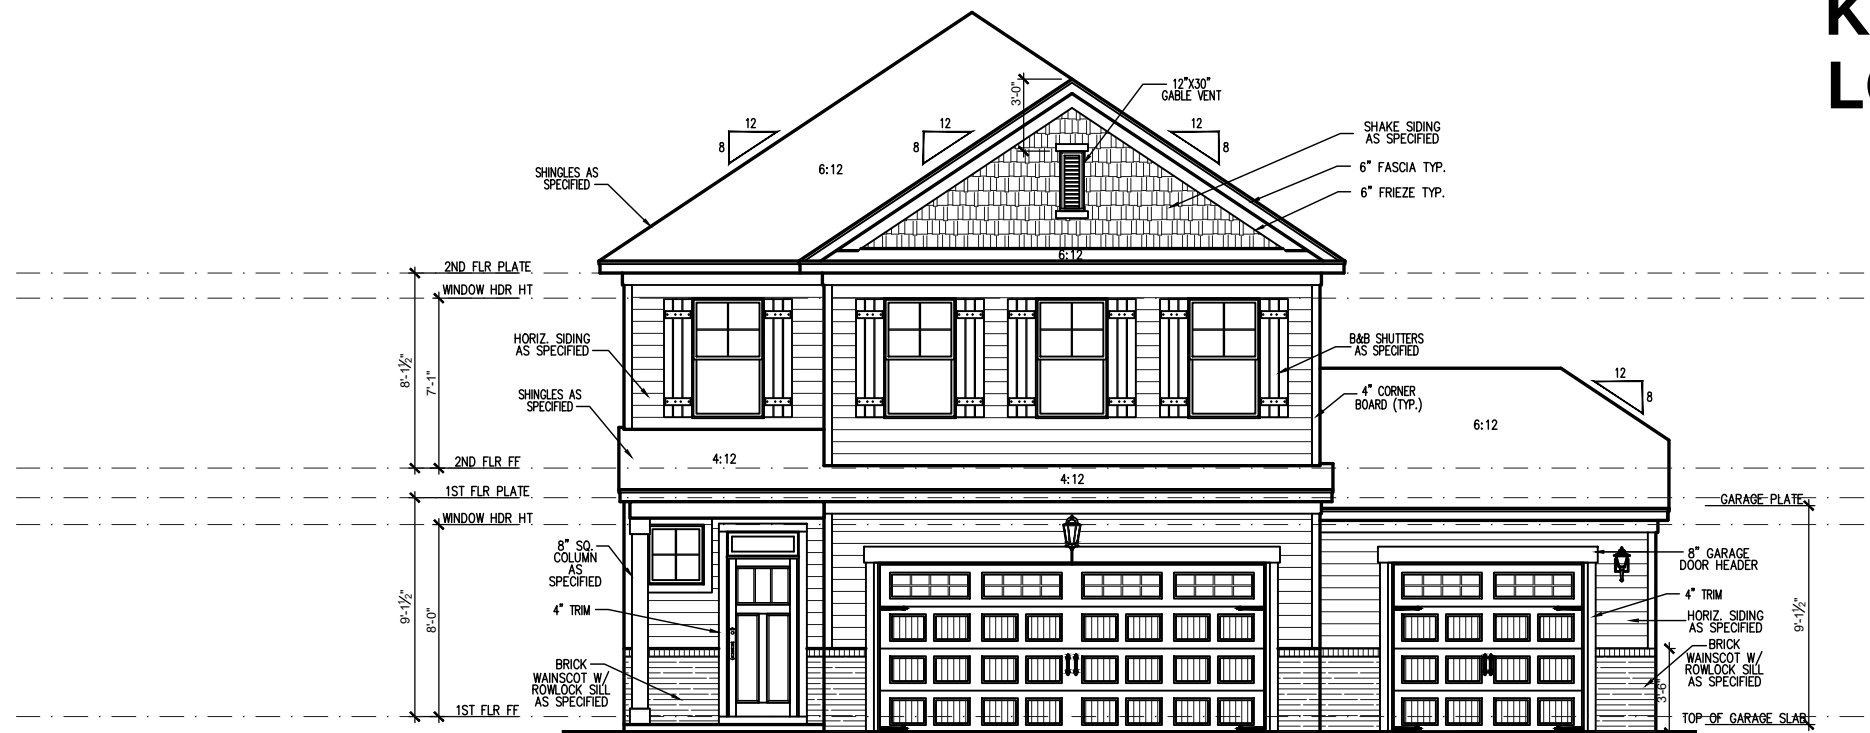 K
LO
12"X30"
GABLE VENT
3'-0"
12
8
12
8
12
8
SHAKE SIDING
AS SPECIFIED
6" FASCIA TYP.
6" FRIEZE TYP.
SHINGLES AS
SPECIFIED
6:12
6:12
2ND FLR PLATE
WINDOW HDR HT
HORIZ. SIDING
AS SPECIFIED
B&B SHUTTERS
AS SPECIFIED
8'-1½"
7'-1"
SHINGLES AS
SPECIFIED
4" CORNER
BOARD (TYP.)
12
8
6:12
4:12
4:12
2ND FLR FF
1ST FLR PLATE
WINDOW HDR HT
GARAGE PLATE
8" SQ.
COLUMN
AS
SPECIFIED
8" GARAGE
DOOR HEADER
4" TRIM
4" TRIM
9'-1½"
8'-0"
HORIZ. SIDING
AS SPECIFIED
9'-1½"
BRICK
WAINSCOT W/
ROWLOCK SILL
AS SPECIFIED
BRICK
WAINSCOT W/
ROWLOCK SILL
AS SPECIFIED
3'-6"
1ST FLR FF
TOP OF GARAGE SLAB